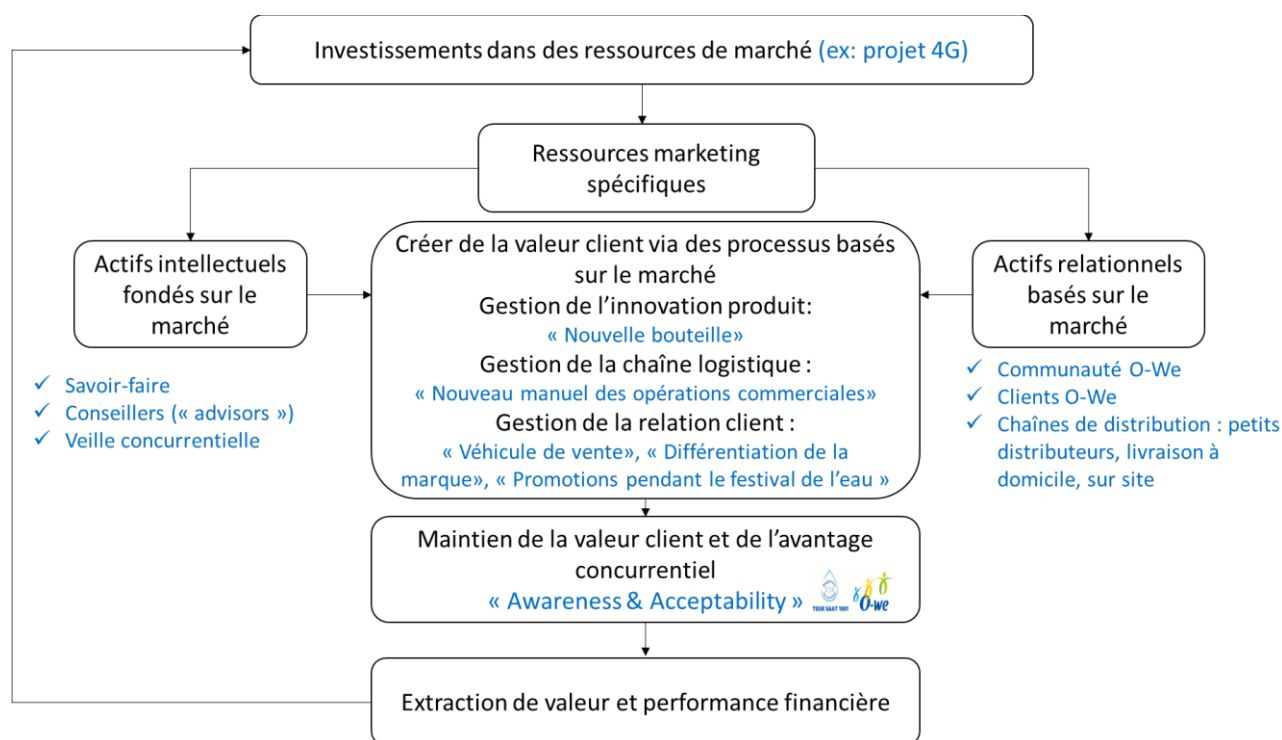 Investissements dans des ressources de marché (ex: projet 4G)
Ressources marketing
spécifiques
Actifs intellectuels
fondés sur le
marché
✓ Savoir-faire
✓ Conseillers (« advisors »)
✓ Veille concurrentielle
Créer de la valeur client via des processus basés
sur le marché
Gestion de l’innovation produit:
« Nouvelle bouteille»
Gestion de la chaîne logistique :
« Nouveau manuel des opérations commerciales»
Gestion de la relation client :
« Véhicule de vente», « Différentiation de la
marque», « Promotions pendant le festival de l’eau »
Actifs relationnels
basés sur le
marché
✓ Communauté O-We
✓ Clients O-We
✓ Chaînes de distribution : petits
distributeurs, livraison à
domicile, sur site
Maintien de la valeur client et de l’avantage
concurrentiel
« Awareness & Acceptability »
TEUK SAAT 1001
O-we
Extraction de valeur et performance financière